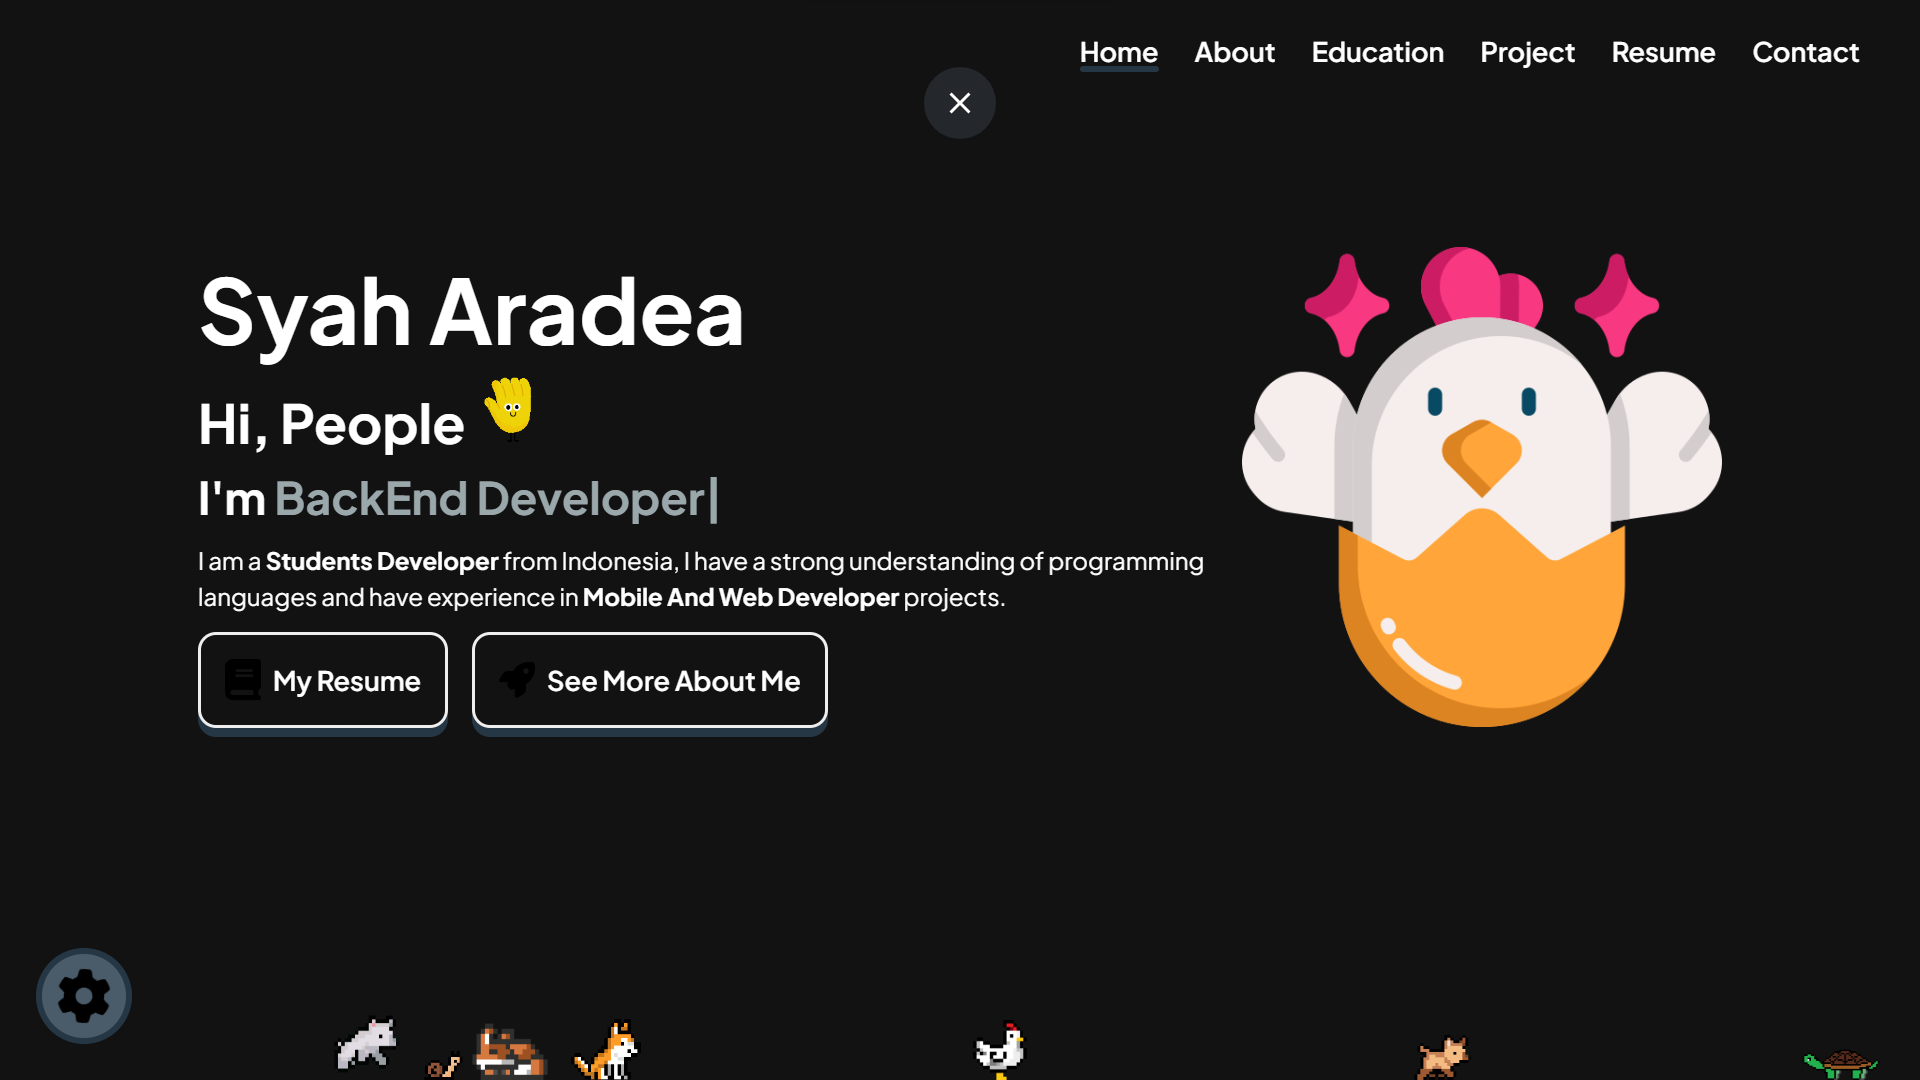 Home About Education Project Resume Contact
Syah Aradea
Hi, People
I'm BackEnd Developer|
I am a Students Developer from Indonesia, I have a strong understanding of programming
languages and have experience in Mobile And Web Developer projects.
My Resume
See More About Me